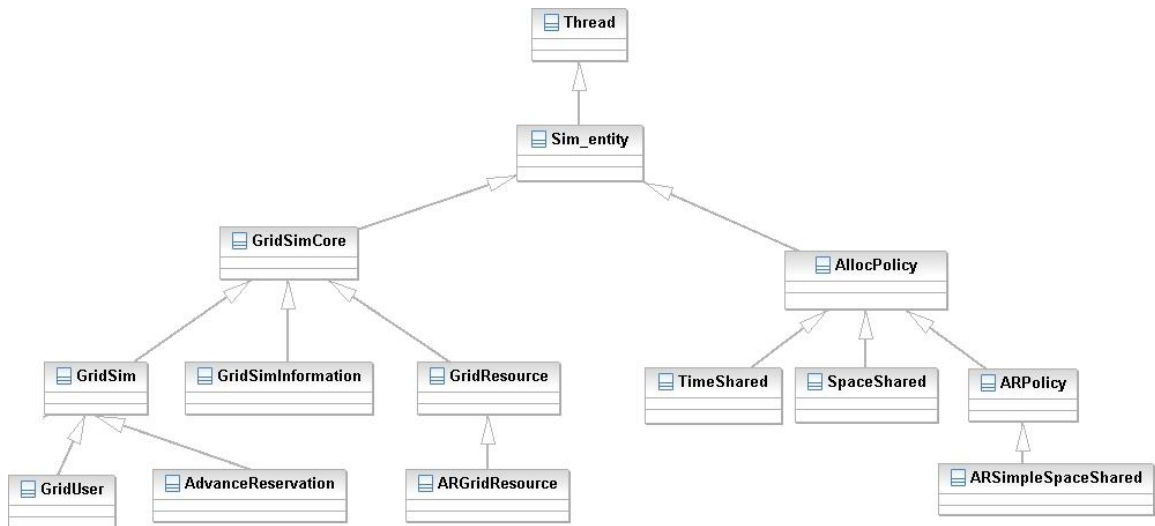 Thread
Sim_entity
GridSimCore
AllocPolicy
GridSim
GridSimInformation
GridResource
TimeShared
SpaceShared
ARPolicy
GridUser
AdvanceReservation
ARGridResource
ARSimpleSpaceShared